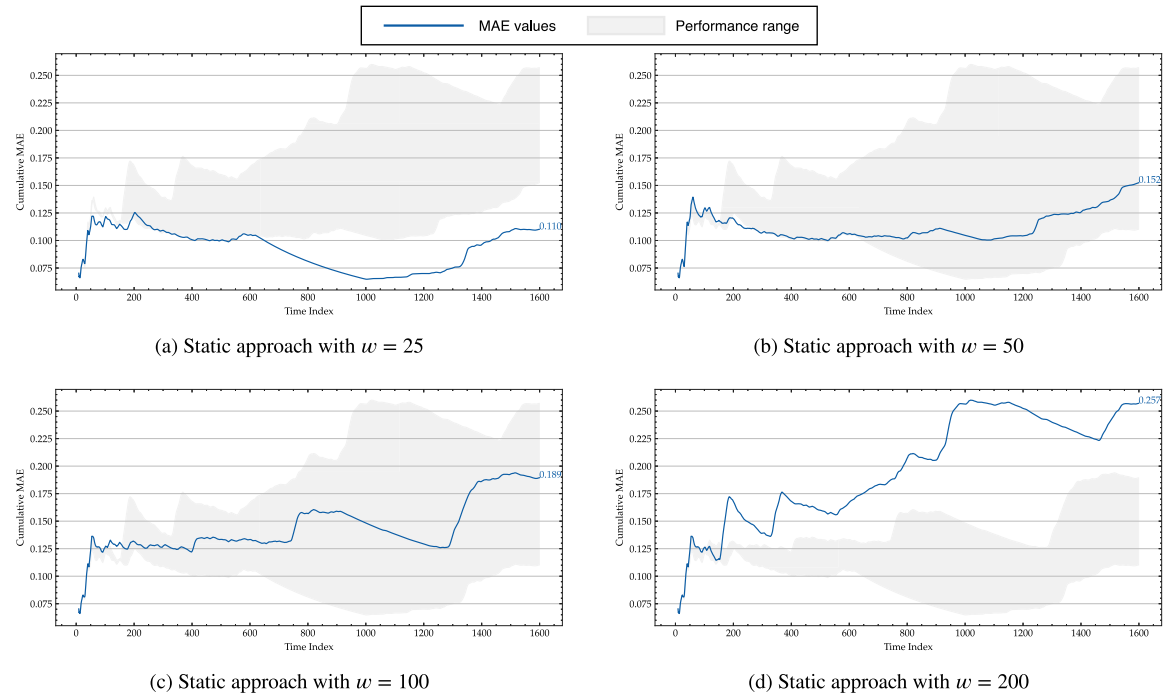 MAE values Performance range
0.250
0.225
0.200
0.175
0.150
0.125
0.100
0.075
Cumulative MAE
0.110
0 200 400 600 800 1000 1200 1400 1600
Time Index
(a) Static approach with w = 25
0.250
0.225
0.200
0.175
0.150
0.125
0.100
0.075
Cumulative MAE
0.152
0 200 400 600 800 1000 1200 1400 1600
Time Index
(b) Static approach with w = 50
0.250
0.225
0.200
0.175
0.150
0.125
0.100
0.075
Cumulative MAE
0.189
0 200 400 600 800 1000 1200 1400 1600
Time Index
(c) Static approach with w = 100
0.250
0.225
0.200
0.175
0.150
0.125
0.100
0.075
Cumulative MAE
0.257
0 200 400 600 800 1000 1200 1400 1600
Time Index
(d) Static approach with w = 200